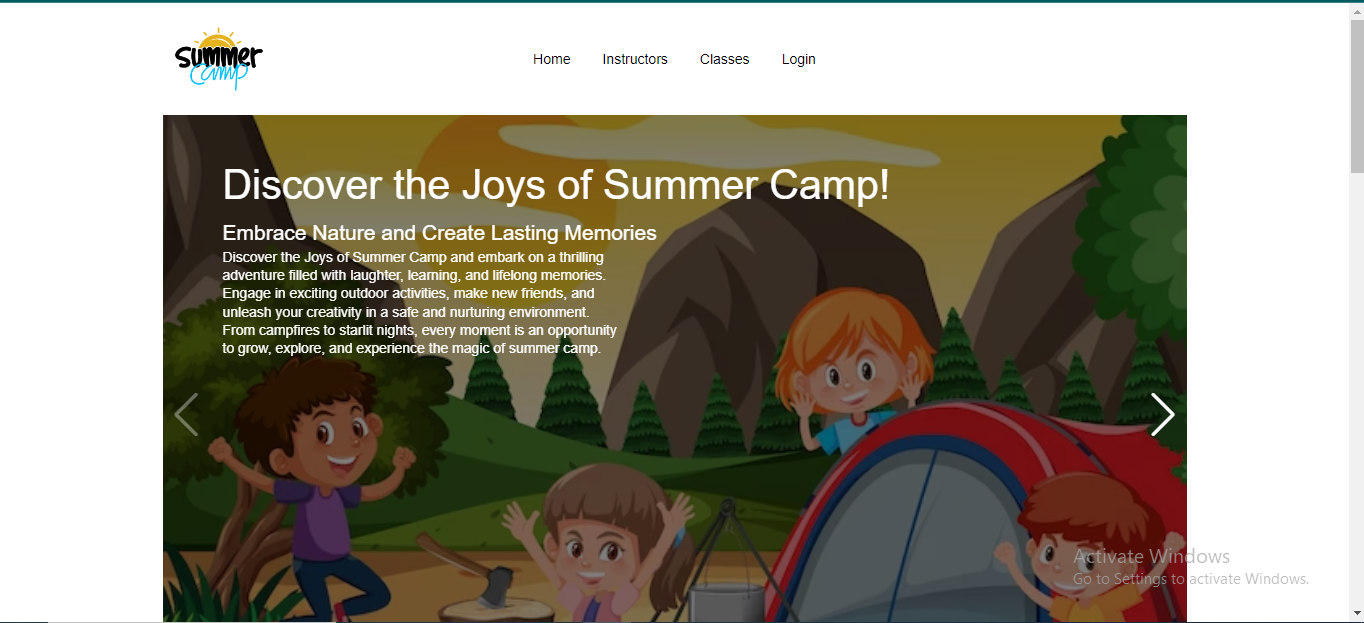 summer
camp
Home Instructors Classes Login
Discover the Joys of Summer Camp!
Embrace Nature and Create Lasting Memories
Discover the Joys of Summer Camp and embark on a thrilling
adventure filled with laughter, learning, and lifelong memories.
Engage in exciting outdoor activities, make new friends, and
unleash your creativity in a safe and nurturing environment.
From campfires to starlit nights, every moment is an opportunity
to grow, explore, and experience the magic of summer camp.
Activate Windows
Go to Settings to activate Windows.